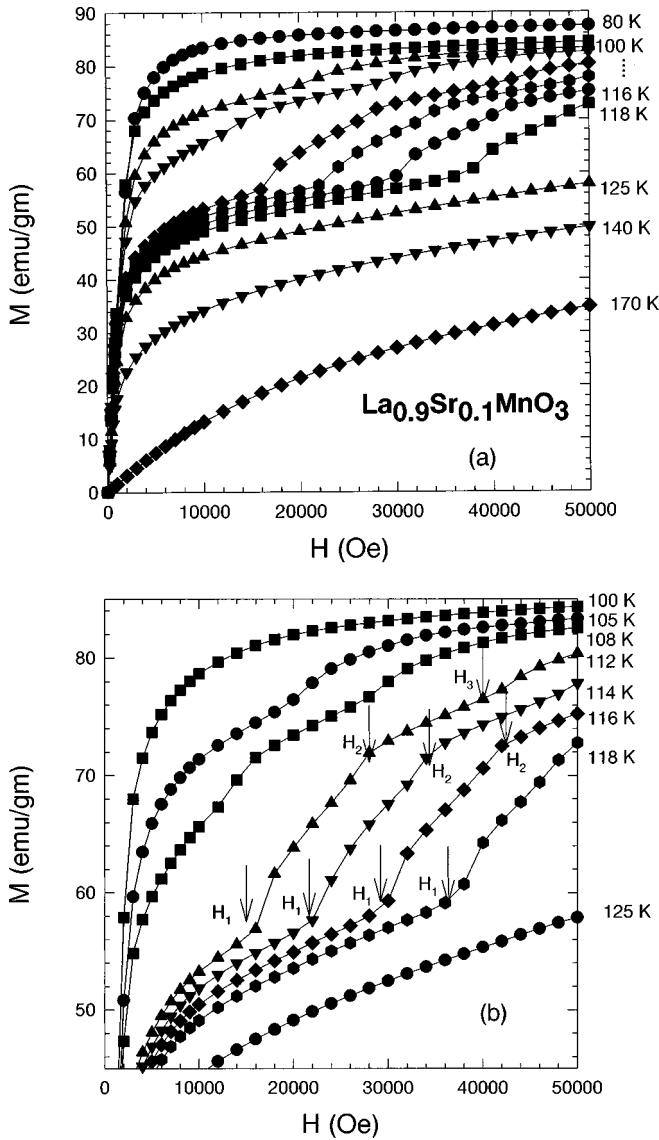 M (emu/gm)
90
80
70
60
50
40
30
20
10
0
80 K
100 K
116 K
118 K
125 K
140 K
170 K
La0.9Sr0.1MnO3
(a)
0 10000 20000 30000 40000 50000
H (Oe)
M (emu/gm)
80
70
60
50
100 K
105 K
108 K
112 K
114 K
116 K
118 K
125 K
H3
H2
H2
H2
H1
H1
H1
H1
(b)
0 10000 20000 30000 40000 50000
H (Oe)